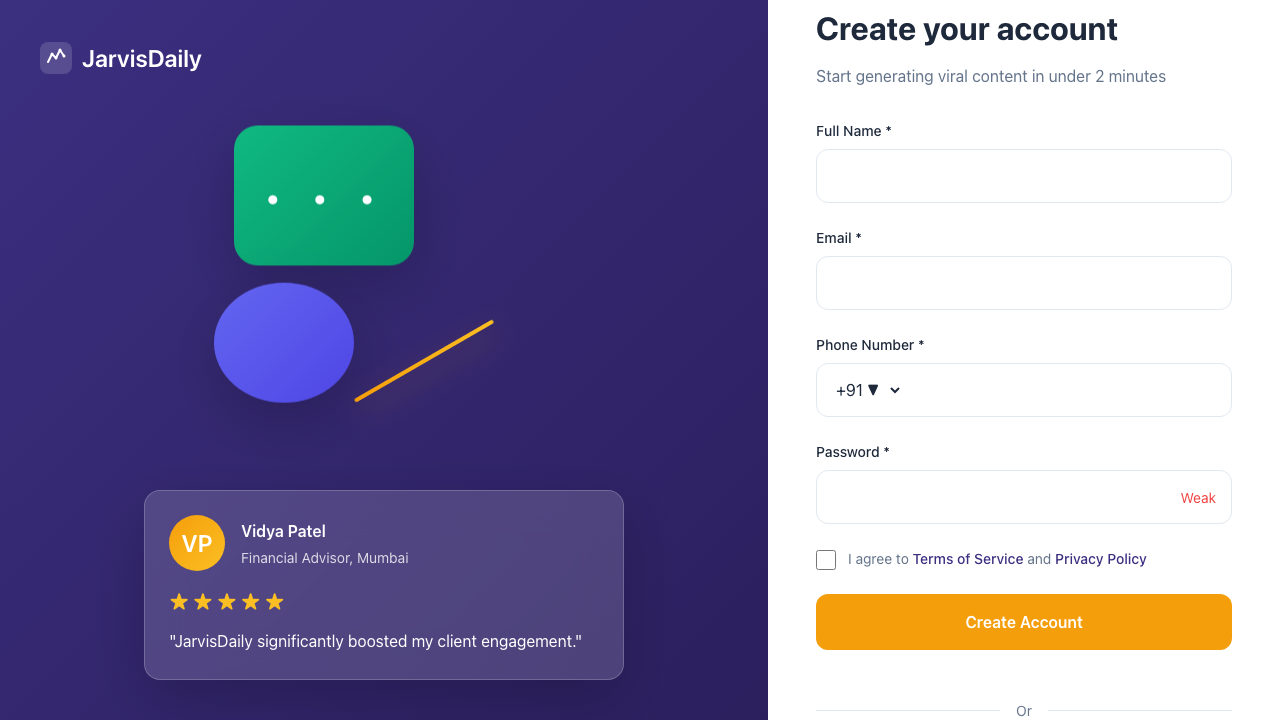 JarvisDaily
VP
Vidya Patel
Financial Advisor, Mumbai
"JarvisDaily significantly boosted my client engagement."
Create your account
Start generating viral content in under 2 minutes
Full Name *
Email *
Phone Number *
+91 ▼
Password *
Weak
I agree to Terms of Service and Privacy Policy
Create Account
Or